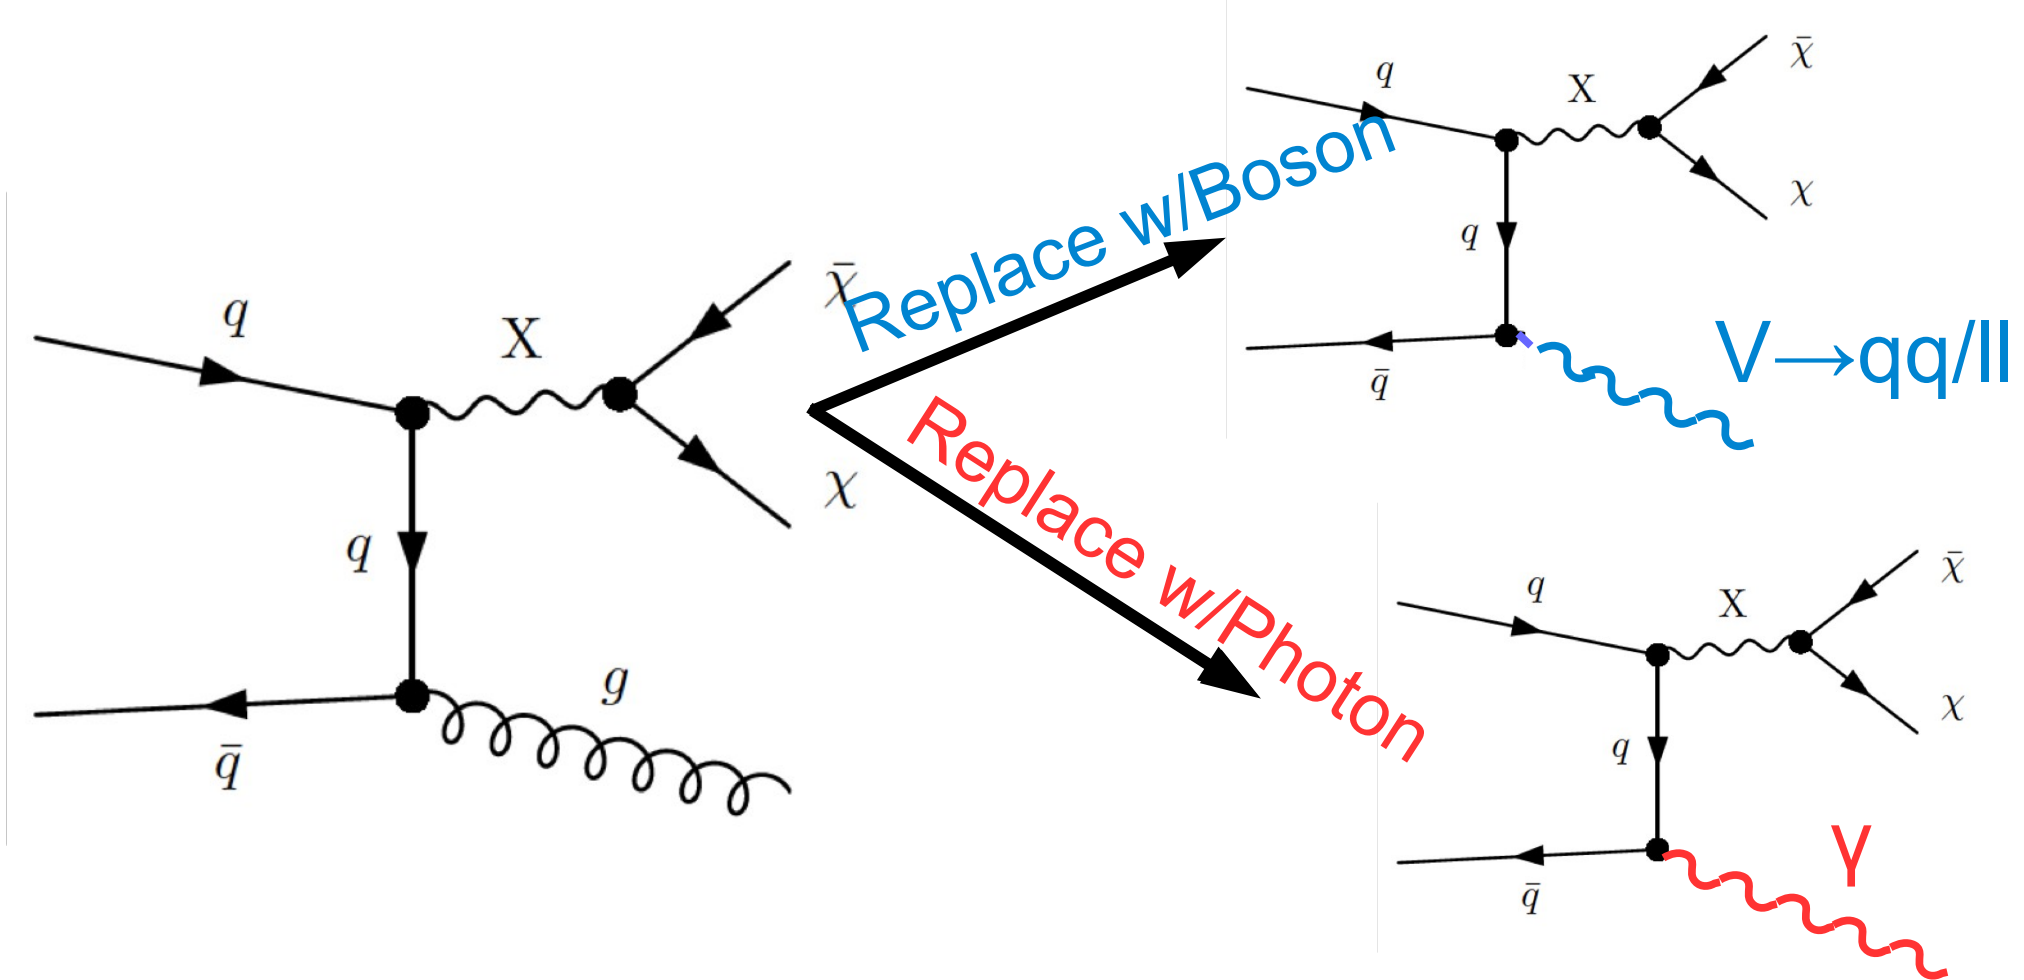 q
X
χ̄
χ
q
g
q̄
Replace w/Boson
q
X
χ̄
χ
q
q̄
V→qq/ll
Replace w/Photon
q
X
χ̄
χ
q
q̄
γ